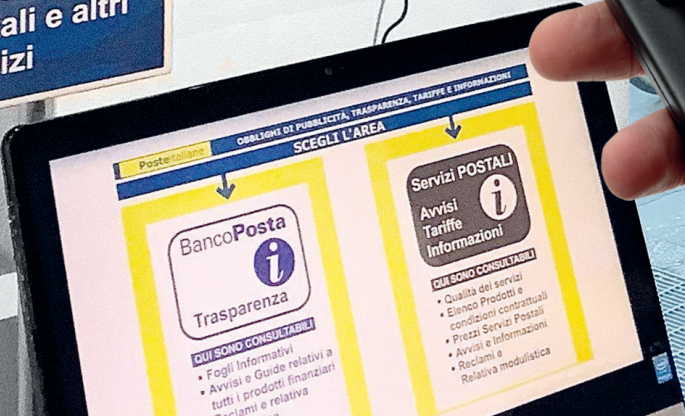 ali e altri
izi
Posteitaliane
OBBLIGHI DI PUBBLICITÀ, TRASPARENZA, TARIFFE E INFORMAZIONI
SCEGLI L'AREA
BancoPosta
i
Trasparenza
QUI SONO CONSULTABILI
• Fogli Informativi
• Avvisi e Guide relativi a
tutti i prodotti finanziari
Reclami e relativa
Servizi POSTALI
Avvisi
Tariffe
Informazioni
i
QUI SONO CONSULTABILI
• Qualità dei servizi
• Elenco Prodotti e
condizioni contrattuali
• Prezzi Servizi Postali
• Avvisi e Informazioni
• Reclami e
Relativa modulistica